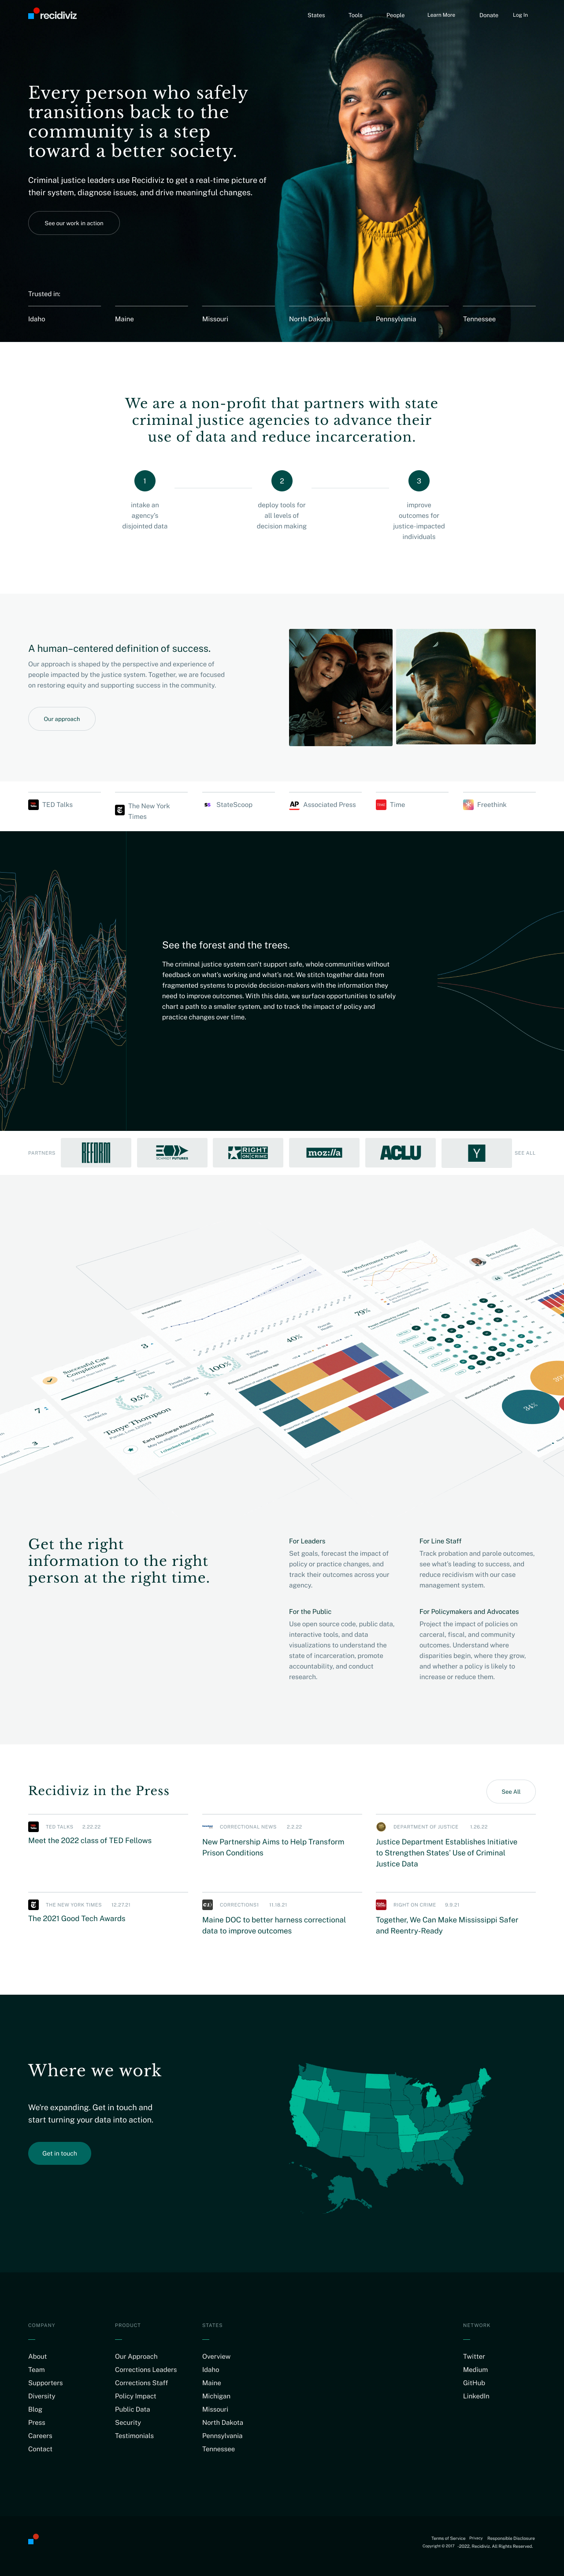 recidiviz
States Tools People Learn More Donate Log In
Every person who safely
transitions back to the
community is a step
toward a better society.
Criminal justice leaders use Recidiviz to get a real-time picture of
their system, diagnose issues, and drive meaningful changes.
See our work in action
Trusted in:
Idaho Maine Missouri North Dakota Pennsylvania Tennessee
We are a non-profit that partners with state
criminal justice agencies to advance their
use of data and reduce incarceration.
1
intake an
agency's
disjointed data
2
deploy tools for
all levels of
decision making
3
improve
outcomes for
justice-impacted
individuals
A human–centered definition of success.
Our approach is shaped by the perspective and experience of
people impacted by the justice system. Together, we are focused
on restoring equity and supporting success in the community.
Our approach
TED Talks
The New York
Times
StateScoop
AP Associated Press
Time
Freethink
See the forest and the trees.
The criminal justice system can't support safe, whole communities without
feedback on what's working and what's not. We stitch together data from
fragmented systems to provide decision-makers with the information they
need to improve outcomes. With this data, we surface opportunities to safely
chart a path to a smaller system, and to track the impact of policy and
practice changes over time.
PARTNERS
REFORM
SCHMIDT FUTURES
RIGHT
ON CRIME
moz://a
ACLU
Y
SEE ALL
Your Performance Over Time
Ben Armstrong
Successful Case
Completions
3
79%
40%
100%
95%
7
3
Tonye Thompson
Early Discharge Recommended
34%
Get the right
information to the right
person at the right time.
For Leaders
Set goals, forecast the impact of
policy or practice changes, and
track their outcomes across your
agency.
For Line Staff
Track probation and parole outcomes,
see what's leading to success, and
reduce recidivism with our case
management system.
For the Public
Use open source code, public data,
interactive tools, and data
visualizations to understand the
state of incarceration, promote
accountability, and conduct
research.
For Policymakers and Advocates
Project the impact of policies on
carceral, fiscal, and community
outcomes. Understand where
disparities begin, where they grow,
and whether a policy is likely to
increase or reduce them.
Recidiviz in the Press
See All
TED TALKS 2.22.22
Meet the 2022 class of TED Fellows
CORRECTIONAL NEWS 2.2.22
New Partnership Aims to Help Transform
Prison Conditions
DEPARTMENT OF JUSTICE 1.26.22
Justice Department Establishes Initiative
to Strengthen States' Use of Criminal
Justice Data
THE NEW YORK TIMES 12.27.21
The 2021 Good Tech Awards
CORRECTIONS1 11.18.21
Maine DOC to better harness correctional
data to improve outcomes
RIGHT ON CRIME 9.9.21
Together, We Can Make Mississippi Safer
and Reentry-Ready
Where we work
We're expanding. Get in touch and
start turning your data into action.
Get in touch
COMPANY
About
Team
Supporters
Diversity
Blog
Press
Careers
Contact
PRODUCT
Our Approach
Corrections Leaders
Corrections Staff
Policy Impact
Public Data
Security
Testimonials
STATES
Overview
Idaho
Maine
Michigan
Missouri
North Dakota
Pennsylvania
Tennessee
NETWORK
Twitter
Medium
GitHub
LinkedIn
Terms of Service Privacy Responsible Disclosure
Copyright © 2017 -2022, Recidiviz. All Rights Reserved.